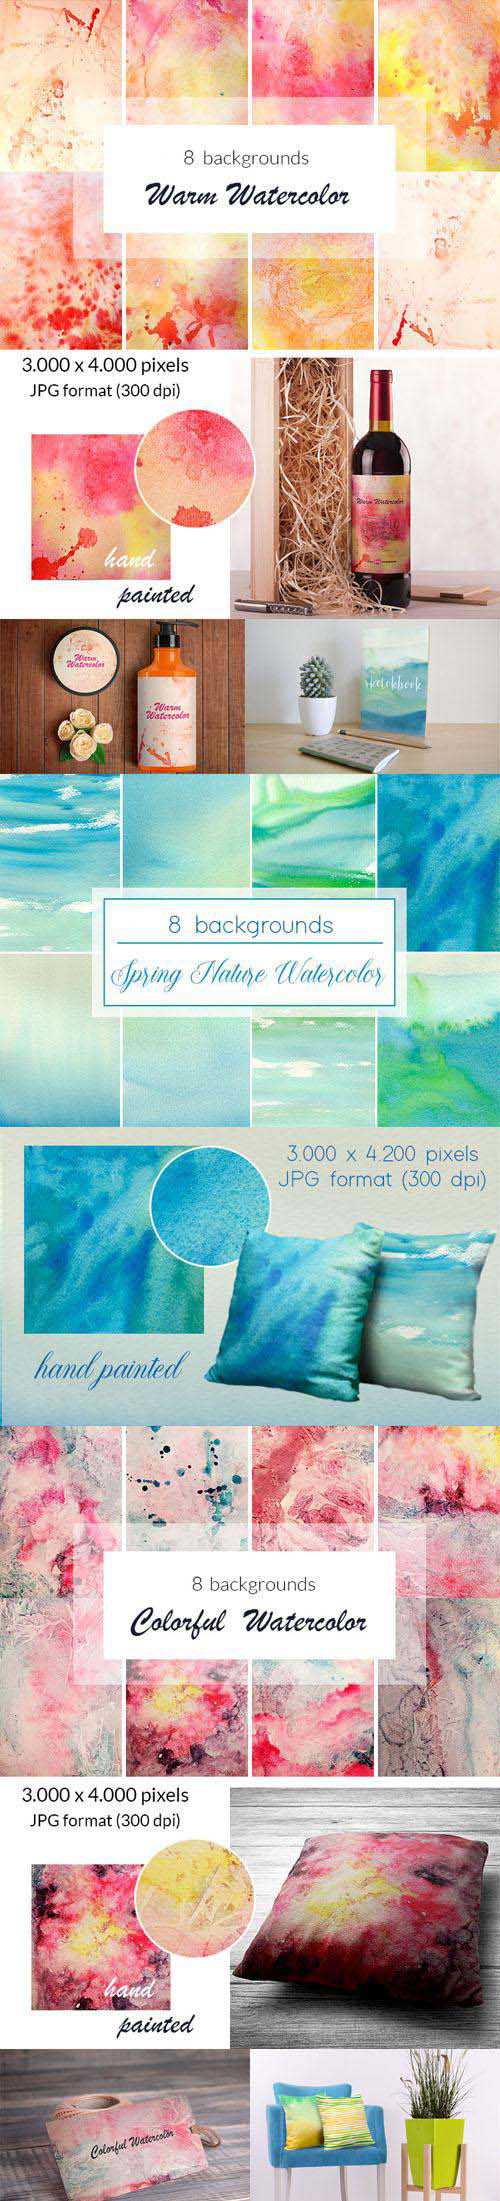 8 backgrounds
Warm Watercolor
3.000 x 4.000 pixels
JPG format (300 dpi)
hand
painted
Warm Watercolor
Warm
Watercolor
Warm
Watercolor
sketchbook
8 backgrounds
Spring Nature Watercolor
3.000 x 4.200 pixels
JPG format (300 dpi)
hand painted
8 backgrounds
Colorful Watercolor
3.000 x 4.000 pixels
JPG format (300 dpi)
hand
painted
Colorful Watercolor